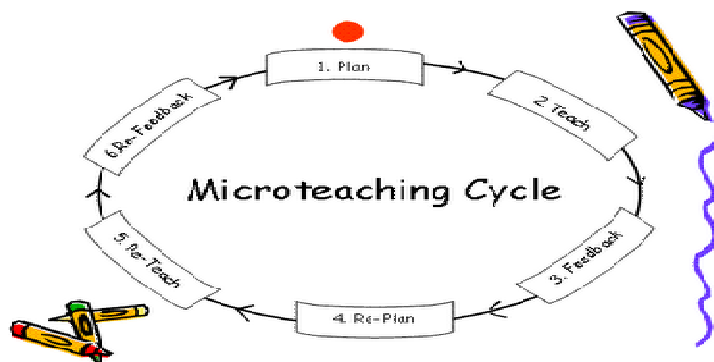 1. Plan
2. Teach
3. Feedback
4. Re-Plan
5. Re-Teach
6.Re-Feedback
Microteaching Cycle